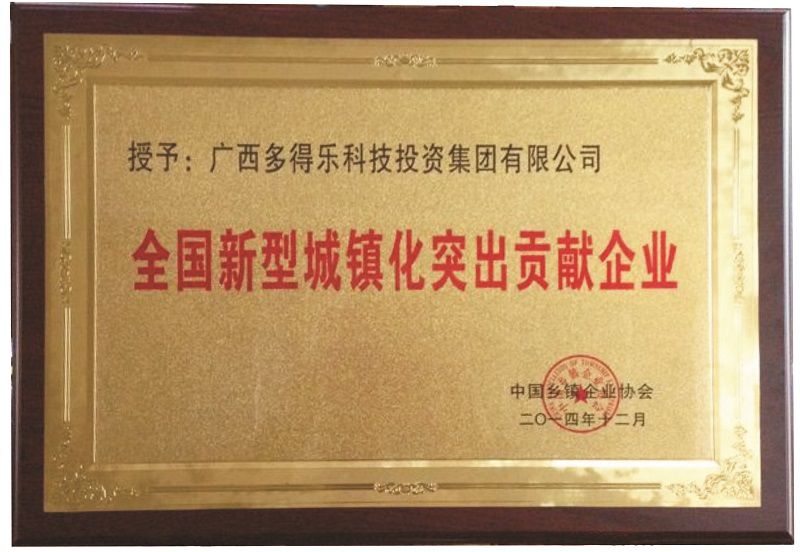 授予：广西多得乐科技投资集团有限公司
全国新型城镇化突出贡献企业
中国乡镇企业协会
二〇一四年十二月